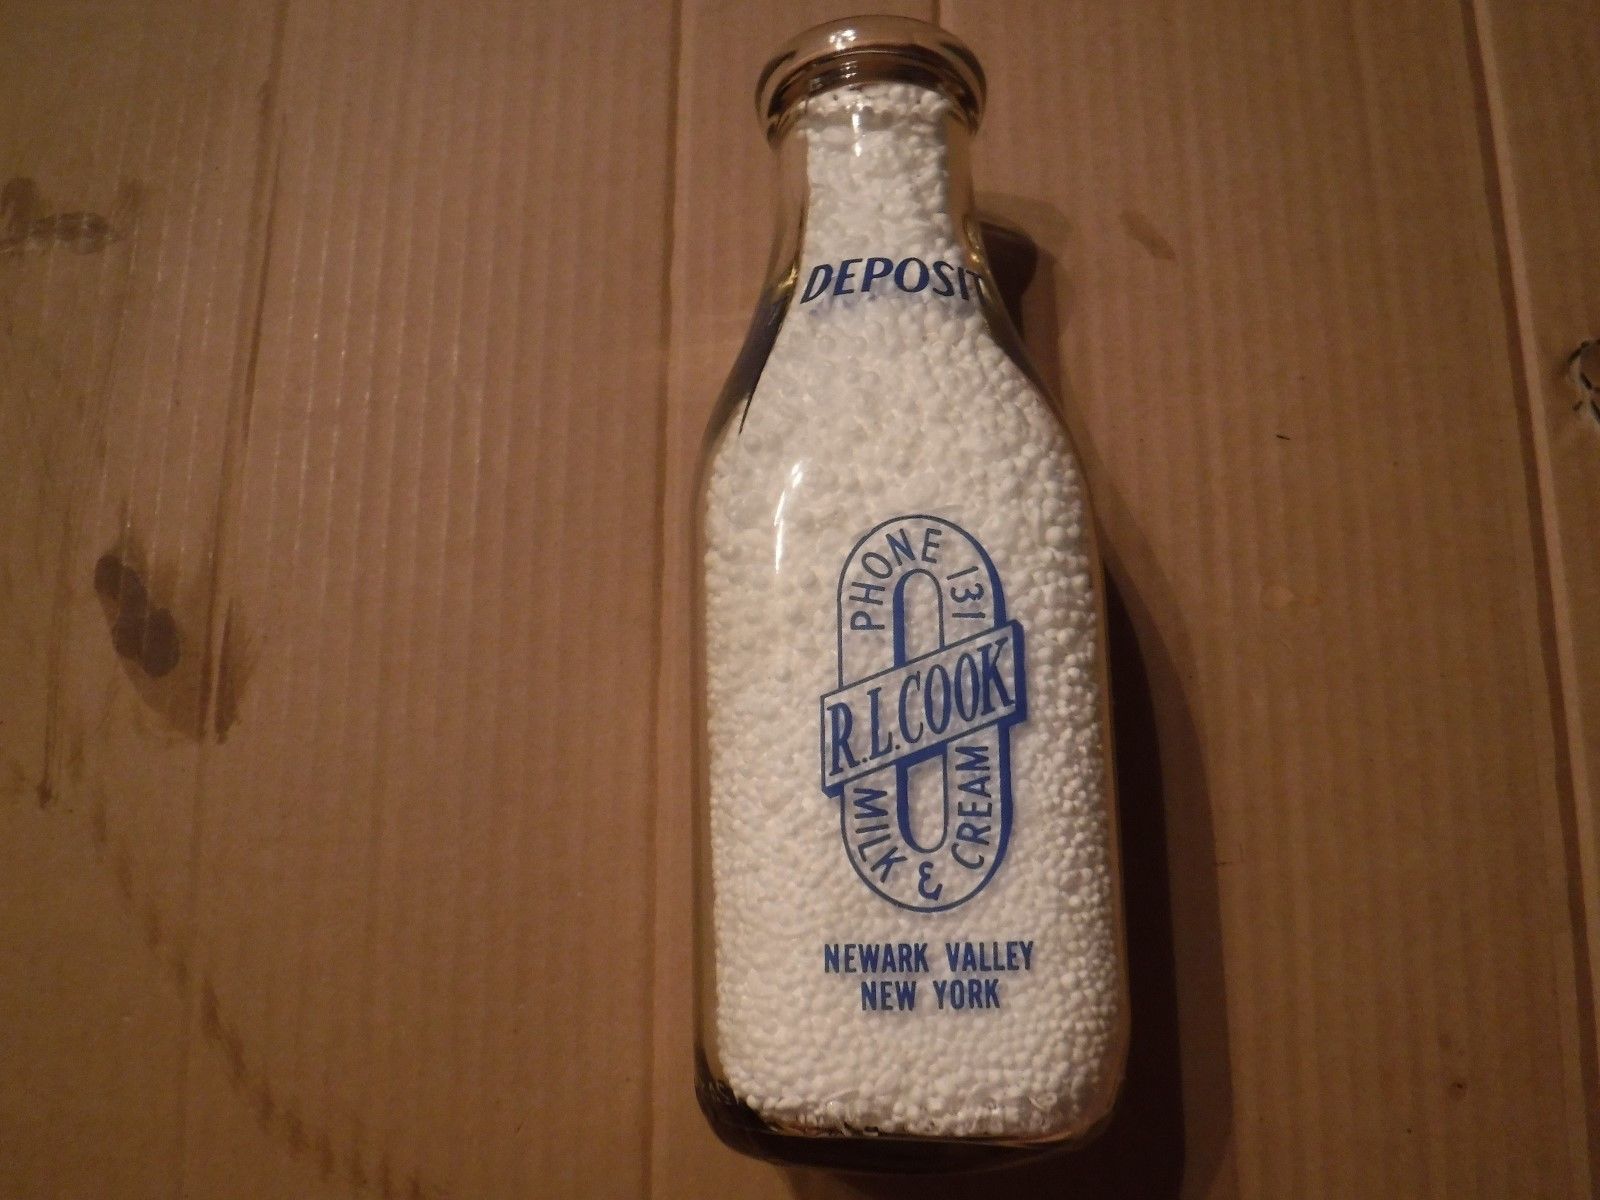 DEPOSIT
PHONE 131
R.L.COOK
MILK & CREAM
NEWARK VALLEY
NEW YORK